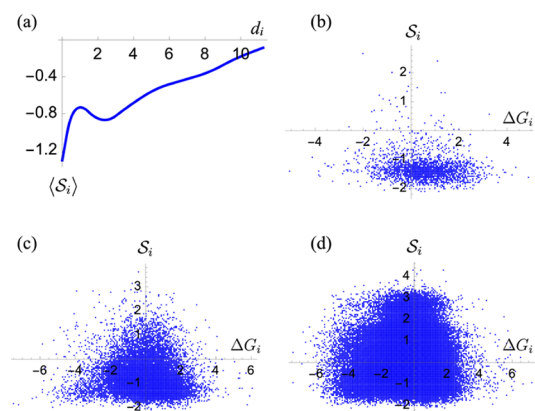 (a)
d_i
2 4 6 8 10
−0.4
−0.8
−1.2
⟨S_i⟩
(b)
S_i
2
1
ΔG_i
−4 −2 2 4
−1
−2
(c)
S_i
3
2
1
ΔG_i
−6 −4 −2 2 4 6
−1
−2
(d)
S_i
4
3
2
1
ΔG_i
−6 −4 −2 2 4 6
−1
−2